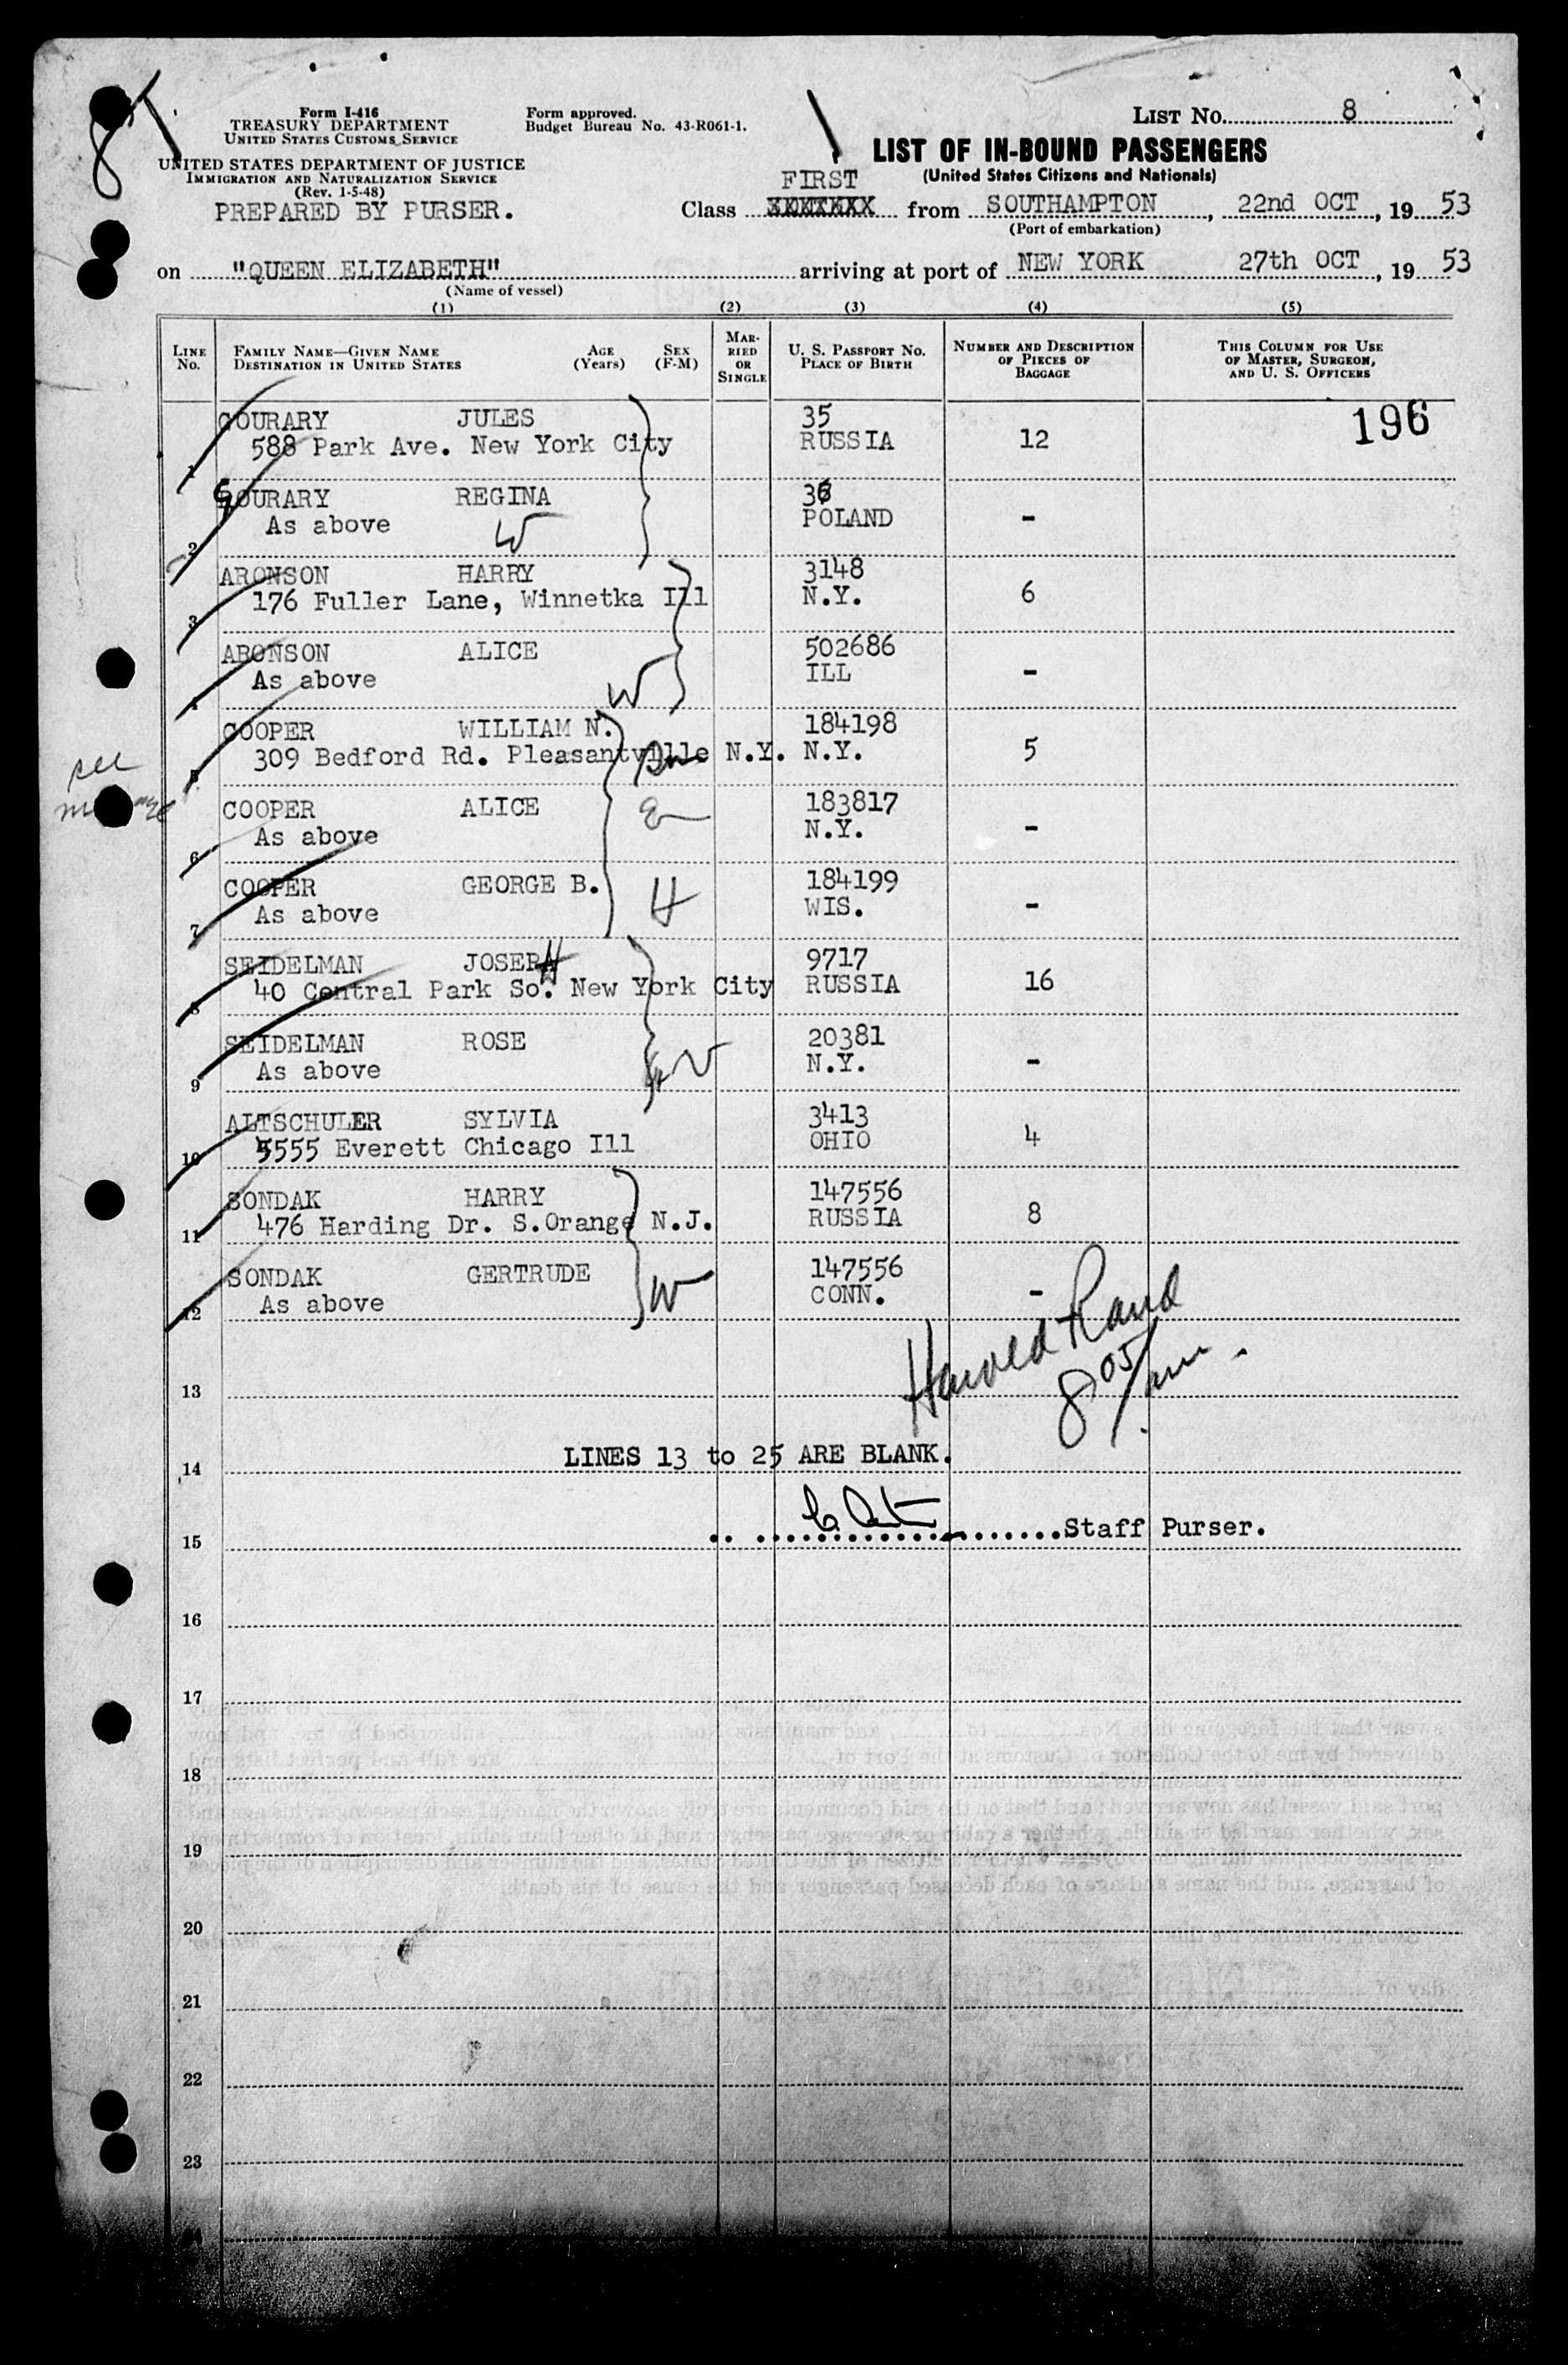 8
Form I-416
TREASURY DEPARTMENT
UNITED STATES CUSTOMS SERVICE
UNITED STATES DEPARTMENT OF JUSTICE
IMMIGRATION AND NATURALIZATION SERVICE
(Rev. 1-5-48)
PREPARED BY PURSER.
Form approved.
Budget Bureau No. 43-R061-1.
LIST NO. 8
LIST OF IN-BOUND PASSENGERS
(United States Citizens and Nationals)
FIRST
Class from SOUTHAMPTON, 22nd OCT, 19 53
(Port of embarkation)
on "QUEEN ELIZABETH" arriving at port of NEW YORK 27th OCT, 19 53
(Name of vessel)
(1) (2) (3) (4) (5)
LINE NO.
FAMILY NAME—GIVEN NAME AGE SEX
DESTINATION IN UNITED STATES (Years) (F-M)
MARRIED OR SINGLE
U. S. PASSPORT NO.
PLACE OF BIRTH
NUMBER AND DESCRIPTION OF PIECES OF BAGGAGE
THIS COLUMN FOR USE OF MASTER, SURGEON, AND U. S. OFFICERS
GOURARY JULES 35 196
1 588 Park Ave. New York City RUSSIA 12
GOURARY REGINA 36
2 As above W POLAND -
ARONSON HARRY 3148
3 176 Fuller Lane, Winnetka Ill N.Y. 6
ARONSON ALICE 502686
4 As above W ILL -
COOPER WILLIAM N. 184198
5 309 Bedford Rd. Pleasantville N.Y. N.Y. 5
see
COOPER ALICE 183817
6 As above N.Y. -
COOPER GEORGE B. 184199
7 As above H WIS. -
SEIDELMAN JOSEPH 9717
8 40 Central Park So. New York City RUSSIA 16
SEIDELMAN ROSE 20381
9 As above W N.Y. -
ALTSCHULER SYLVIA 3413
10 5555 Everett Chicago Ill OHIO 4
SONDAK HARRY 147556
11 476 Harding Dr. S.Orange N.J. RUSSIA 8
SONDAK GERTRUDE 147556
12 As above W CONN. -
Harold Rand
8 05/am.
13
LINES 13 to 25 ARE BLANK.
14
Staff Purser.
15
16
17
18
19
20
21
22
23
24